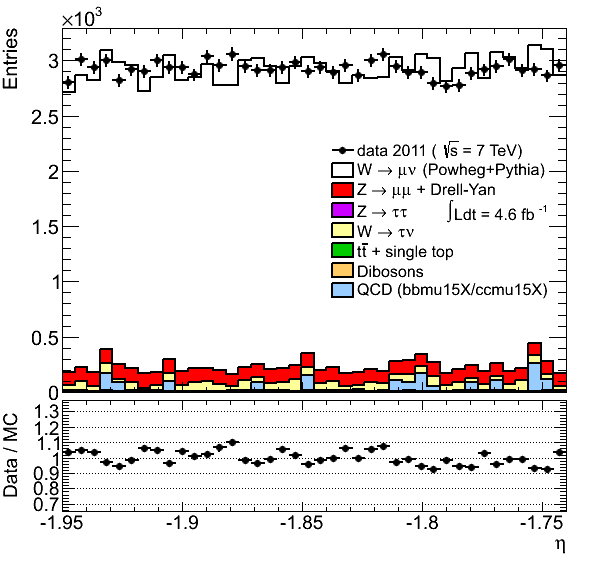 ×10³
Entries
3
2.5
2
1.5
1
0.5
0
data 2011 ( √s = 7 TeV)
W → μν (Powheg+Pythia)
Z → μμ + Drell-Yan
Z → ττ
∫Ldt = 4.6 fb⁻¹
W → τν
tt̄ + single top
Dibosons
QCD (bbmu15X/ccmu15X)
Data / MC
1.3
1.2
1.1
1
0.9
0.8
0.7
-1.95 -1.9 -1.85 -1.8 -1.75
η